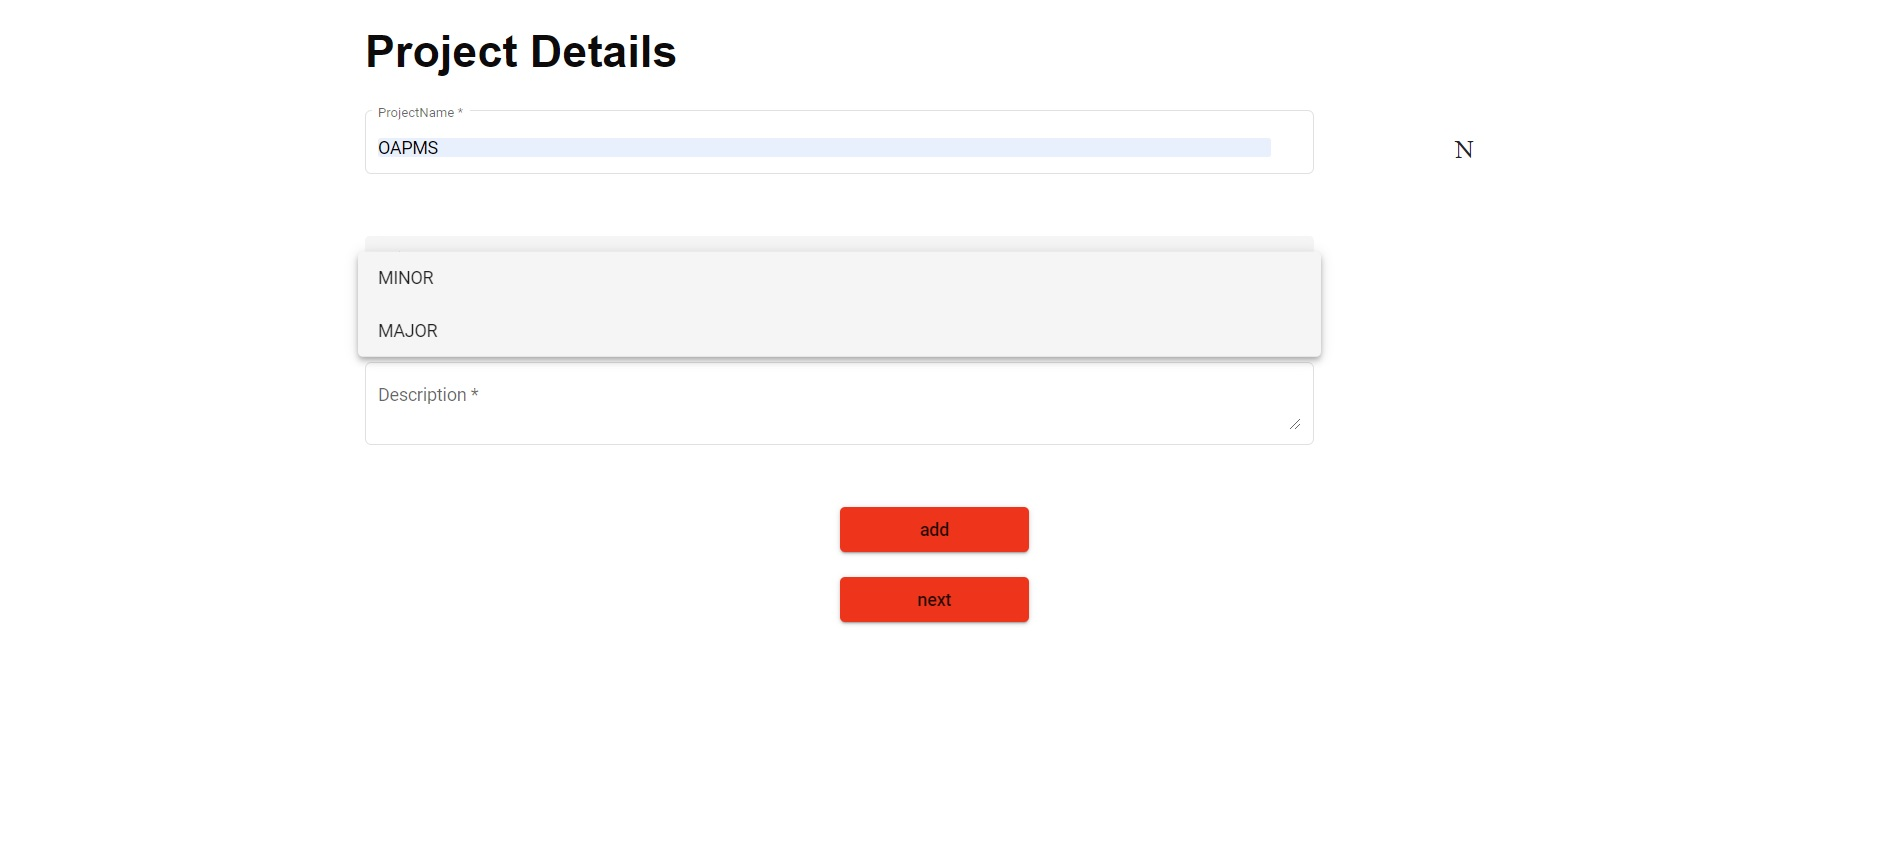 Project Details
ProjectName *
OAPMS
N
MINOR
MAJOR
Description *
add
next